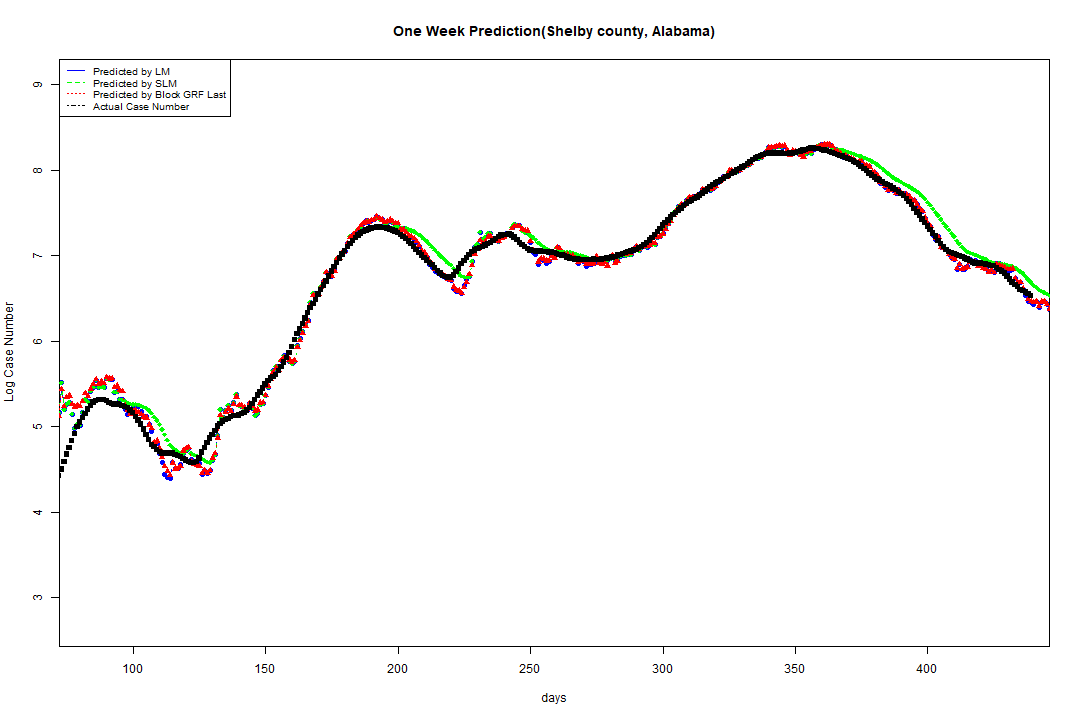 One Week Prediction(Shelby county, Alabama)
Predicted by LM
Predicted by SLM
Predicted by Block GRF Last
Actual Case Number
Log Case Number
9
8
7
6
5
4
3
100 150 200 250 300 350 400
days